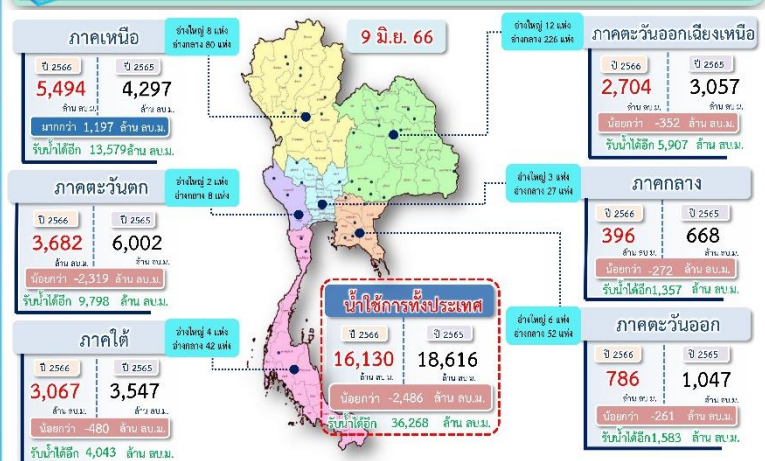 9 มิ.ย. 66
ภาคเหนือ
อ่างใหญ่ 8 แห่ง
อ่างกลาง 80 แห่ง
ปี 2566 ปี 2565
5,494 4,297
ล้าน ลบ.ม. ล้าน ลบ.ม.
มากกว่า 1,197 ล้าน ลบ.ม.
รับน้ำได้อีก 13,579ล้าน ลบ.ม.
ภาคตะวันออกเฉียงเหนือ
อ่างใหญ่ 12 แห่ง
อ่างกลาง 226 แห่ง
ปี 2566 ปี 2565
2,704 3,057
ล้าน ลบ.ม. ล้าน ลบ.ม.
น้อยกว่า -352 ล้าน ลบ.ม.
รับน้ำได้อีก 5,907 ล้าน ลบ.ม.
ภาคตะวันตก
อ่างใหญ่ 2 แห่ง
อ่างกลาง 8 แห่ง
ปี 2566 ปี 2565
3,682 6,002
ล้าน ลบ.ม. ล้าน ลบ.ม.
น้อยกว่า -2,319 ล้าน ลบ.ม.
รับน้ำได้อีก 9,798 ล้าน ลบ.ม.
ภาคกลาง
อ่างใหญ่ 3 แห่ง
อ่างกลาง 27 แห่ง
ปี 2566 ปี 2565
396 668
ล้าน ลบ.ม. ล้าน ลบ.ม.
น้อยกว่า -272 ล้าน ลบ.ม.
รับน้ำได้อีก1,357 ล้าน ลบ.ม.
ภาคใต้
อ่างใหญ่ 4 แห่ง
อ่างกลาง 42 แห่ง
ปี 2566 ปี 2565
3,067 3,547
ล้าน ลบ.ม. ล้าน ลบ.ม.
น้อยกว่า -480 ล้าน ลบ.ม.
รับน้ำได้อีก 4,043 ล้าน ลบ.ม.
น้ำใช้การทั้งประเทศ
ปี 2566 ปี 2565
16,130 18,616
ล้าน ลบ.ม. ล้าน ลบ.ม.
น้อยกว่า -2,486 ล้าน ลบ.ม.
รับน้ำได้อีก 36,268 ล้าน ลบ.ม.
ภาคตะวันออก
อ่างใหญ่ 6 แห่ง
อ่างกลาง 52 แห่ง
ปี 2566 ปี 2565
786 1,047
ล้าน ลบ.ม. ล้าน ลบ.ม.
น้อยกว่า -261 ล้าน ลบ.ม.
รับน้ำได้อีก1,583 ล้าน ลบ.ม.